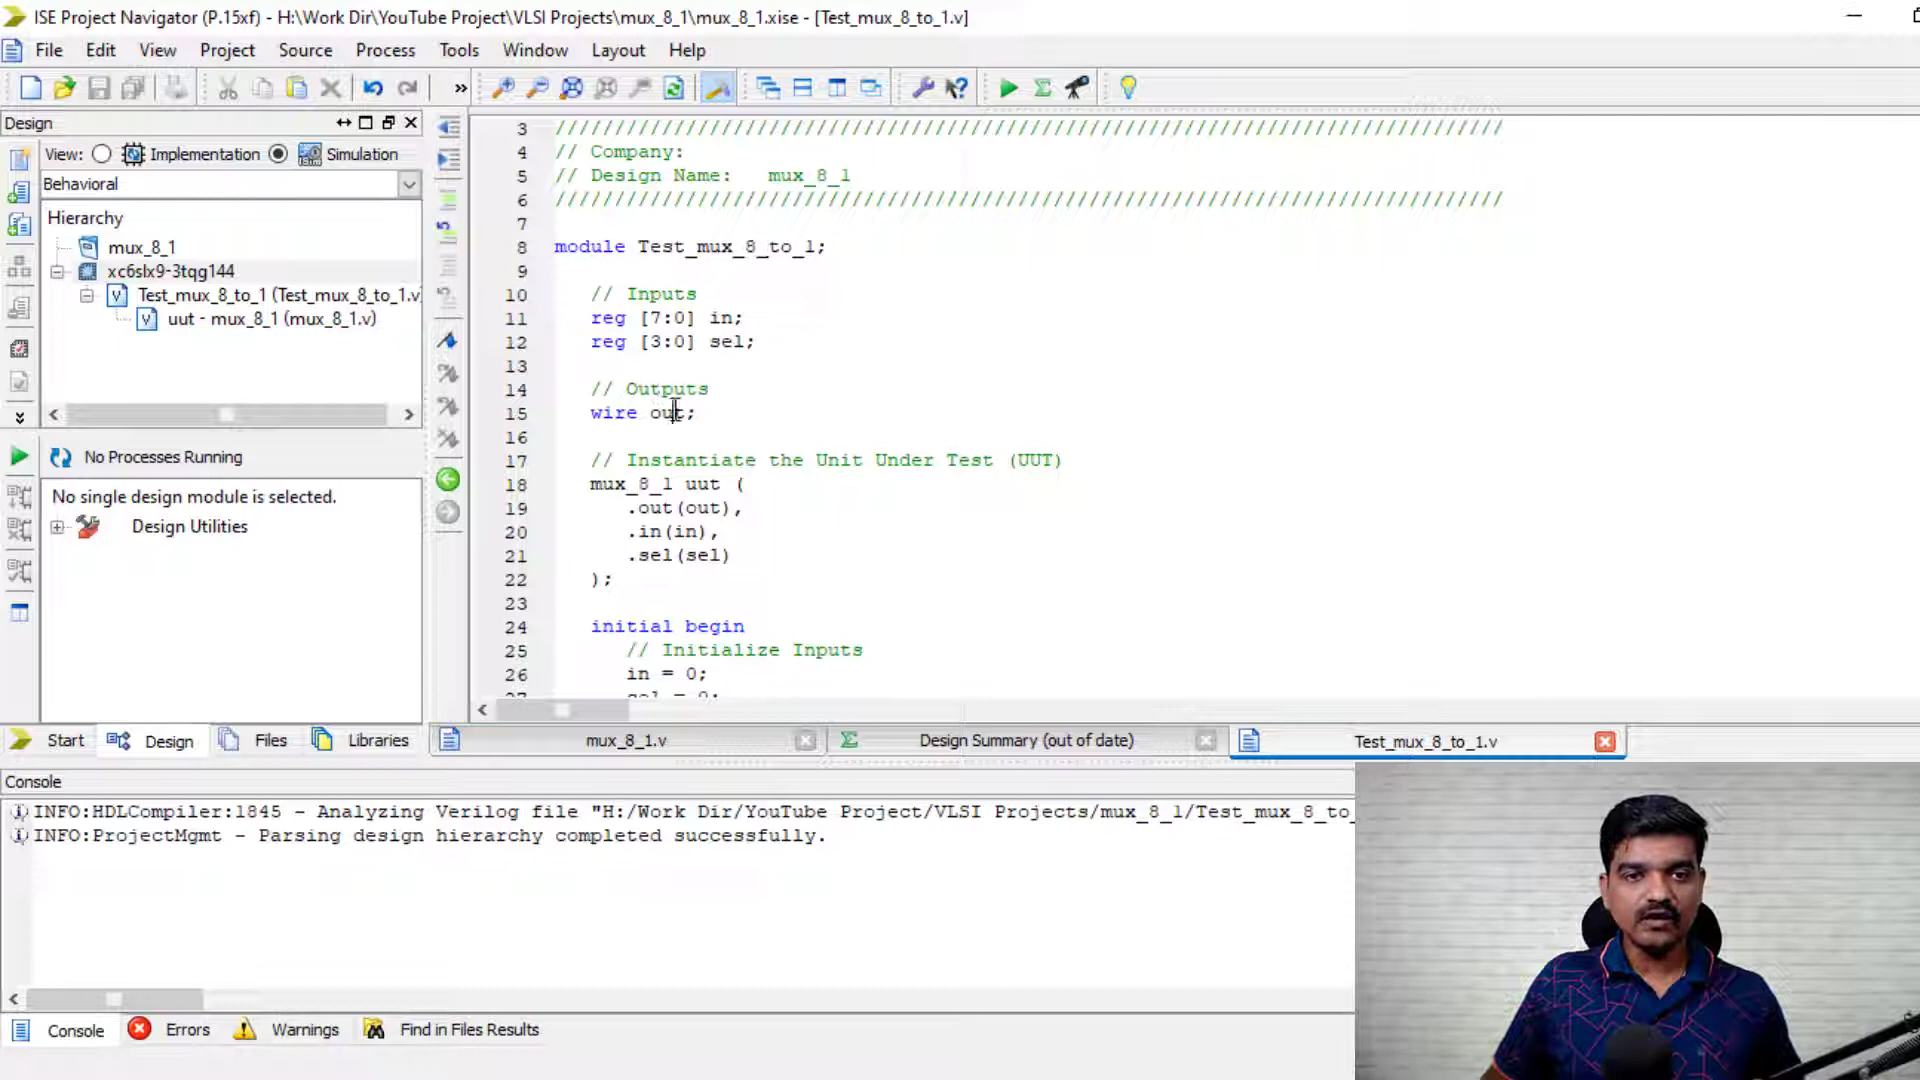 ISE Project Navigator (P.15xf) - H:\Work Dir\YouTube Project\VLSI Projects\mux_8_1\mux_8_1.xise - [Test_mux_8_to_1.v]
File Edit View Project Source Process Tools Window Layout Help
Design
View: Implementation Simulation
Behavioral
Hierarchy
mux_8_1
xc6slx9-3tqg144
Test_mux_8_to_1 (Test_mux_8_to_1.v
uut - mux_8_1 (mux_8_1.v)
No Processes Running
No single design module is selected.
Design Utilities
Start Design Files Libraries
3 ////////////////////////////////////////////////////////////////////////////////
4 // Company:
5 // Design Name: mux_8_1
6 ////////////////////////////////////////////////////////////////////////////////
7
8 module Test_mux_8_to_1;
9
10 // Inputs
11 reg [7:0] in;
12 reg [3:0] sel;
13
14 // Outputs
15 wire out;
16
17 // Instantiate the Unit Under Test (UUT)
18 mux_8_1 uut (
19 .out(out),
20 .in(in),
21 .sel(sel)
22 );
23
24 initial begin
25 // Initialize Inputs
26 in = 0;
27 sel = 0;
mux_8_1.v Design Summary (out of date) Test_mux_8_to_1.v
Console
INFO:HDLCompiler:1845 - Analyzing Verilog file "H:/Work Dir/YouTube Project/VLSI Projects/mux_8_1/Test_mux_8_to_
INFO:ProjectMgmt - Parsing design hierarchy completed successfully.
Console Errors Warnings Find in Files Results